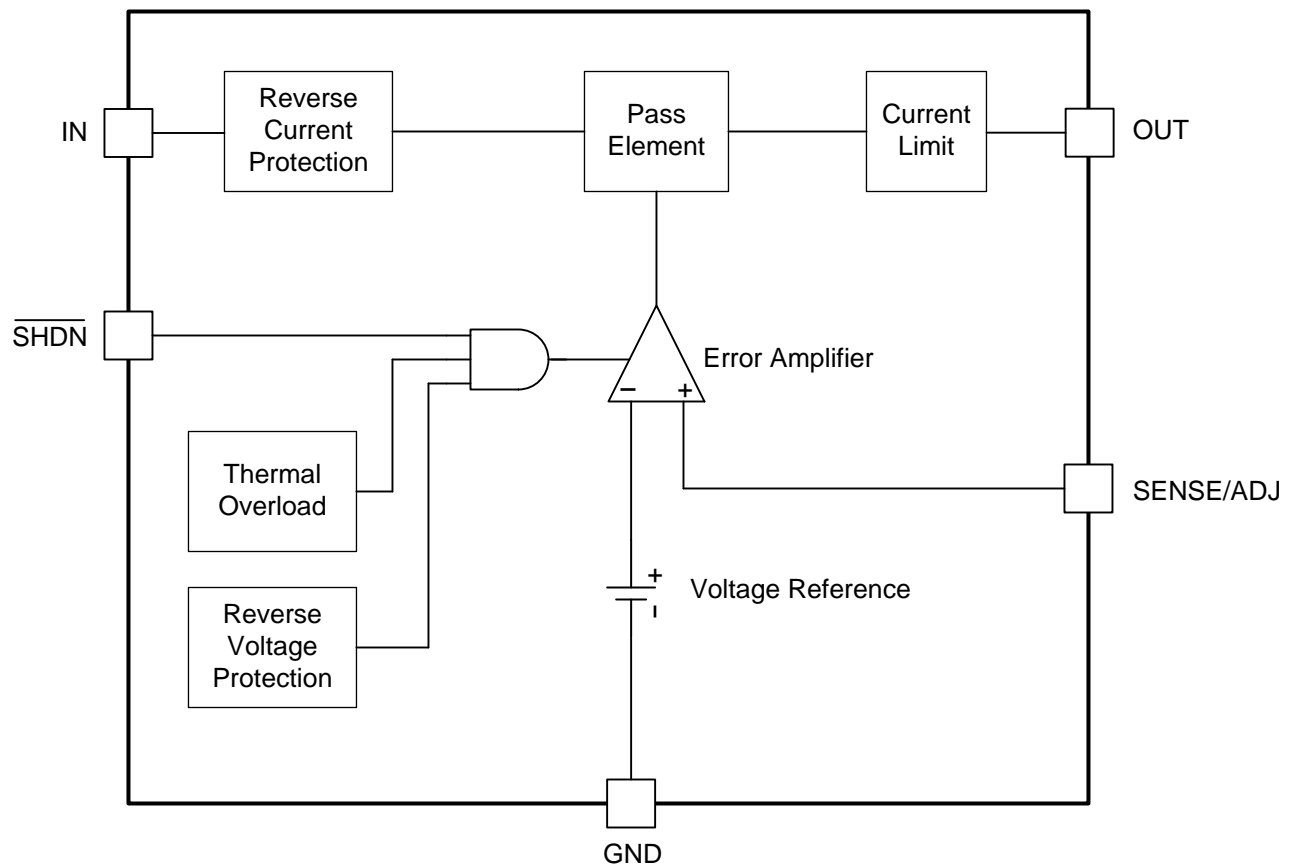 Reverse
Current
Protection
Pass
Element
Current
Limit
IN
OUT
SHDN
Error Amplifier
−
+
Thermal
Overload
SENSE/ADJ
+
Voltage Reference
−
Reverse
Voltage
Protection
GND